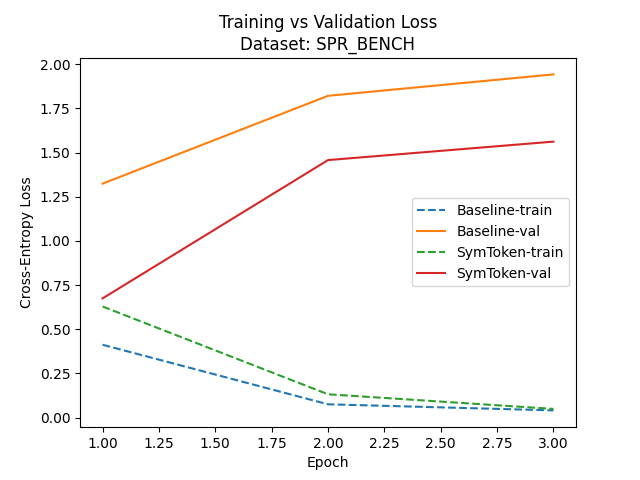 Training vs Validation Loss
Dataset: SPR_BENCH
2.00
1.75
1.50
1.25
1.00
0.75
0.50
0.25
0.00
Cross-Entropy Loss
Baseline-train
Baseline-val
SymToken-train
SymToken-val
1.00 1.25 1.50 1.75 2.00 2.25 2.50 2.75 3.00
Epoch